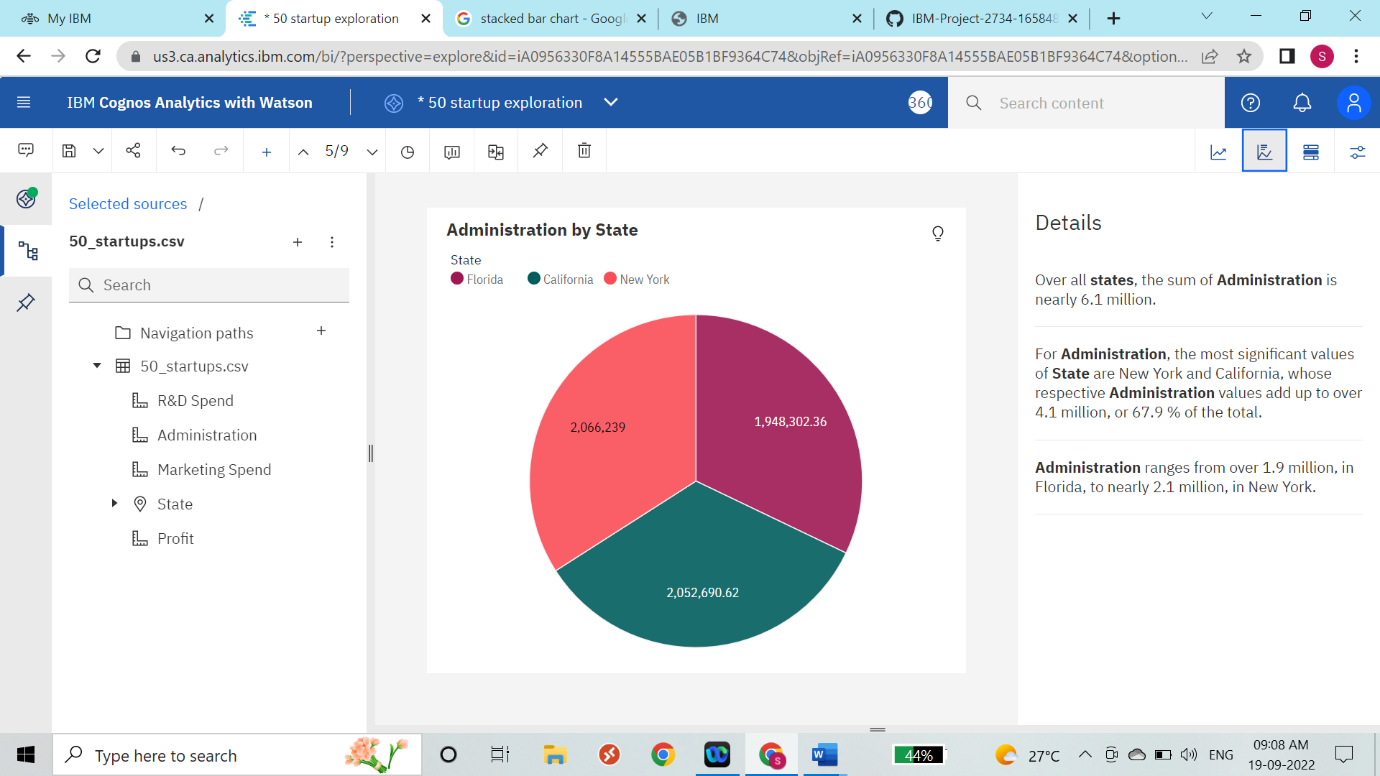 My IBM
* 50 startup exploration
stacked bar chart - Googl
IBM
IBM-Project-2734-165848
us3.ca.analytics.ibm.com/bi/?perspective=explore&id=iA0956330F8A14555BAE05B1BF9364C74&objRef=iA0956330F8A14555BAE05B1BF9364C74&option...
S
IBM Cognos Analytics with Watson
* 50 startup exploration
360
Search content
5/9
Selected sources /
50_startups.csv
Search
Navigation paths
50_startups.csv
R&D Spend
Administration
Marketing Spend
State
Profit
Administration by State
State
Florida
California
New York
2,066,239
1,948,302.36
2,052,690.62
Details
Over all states, the sum of Administration is
nearly 6.1 million.
For Administration, the most significant values
of State are New York and California, whose
respective Administration values add up to over
4.1 million, or 67.9 % of the total.
Administration ranges from over 1.9 million, in
Florida, to nearly 2.1 million, in New York.
Type here to search
S
W
44%
27°C
ENG
09:08 AM
19-09-2022